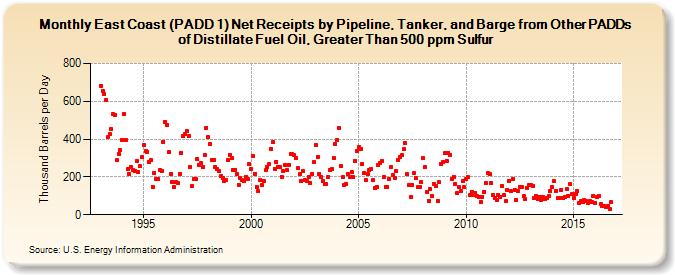 Monthly East Coast (PADD 1) Net Receipts by Pipeline, Tanker, and Barge from Other PADDs
of Distillate Fuel Oil, Greater Than 500 ppm Sulfur
Thousand Barrels per Day
800
600
400
200
0
1995
2000
2005
2010
2015
Source: U.S. Energy Information Administration